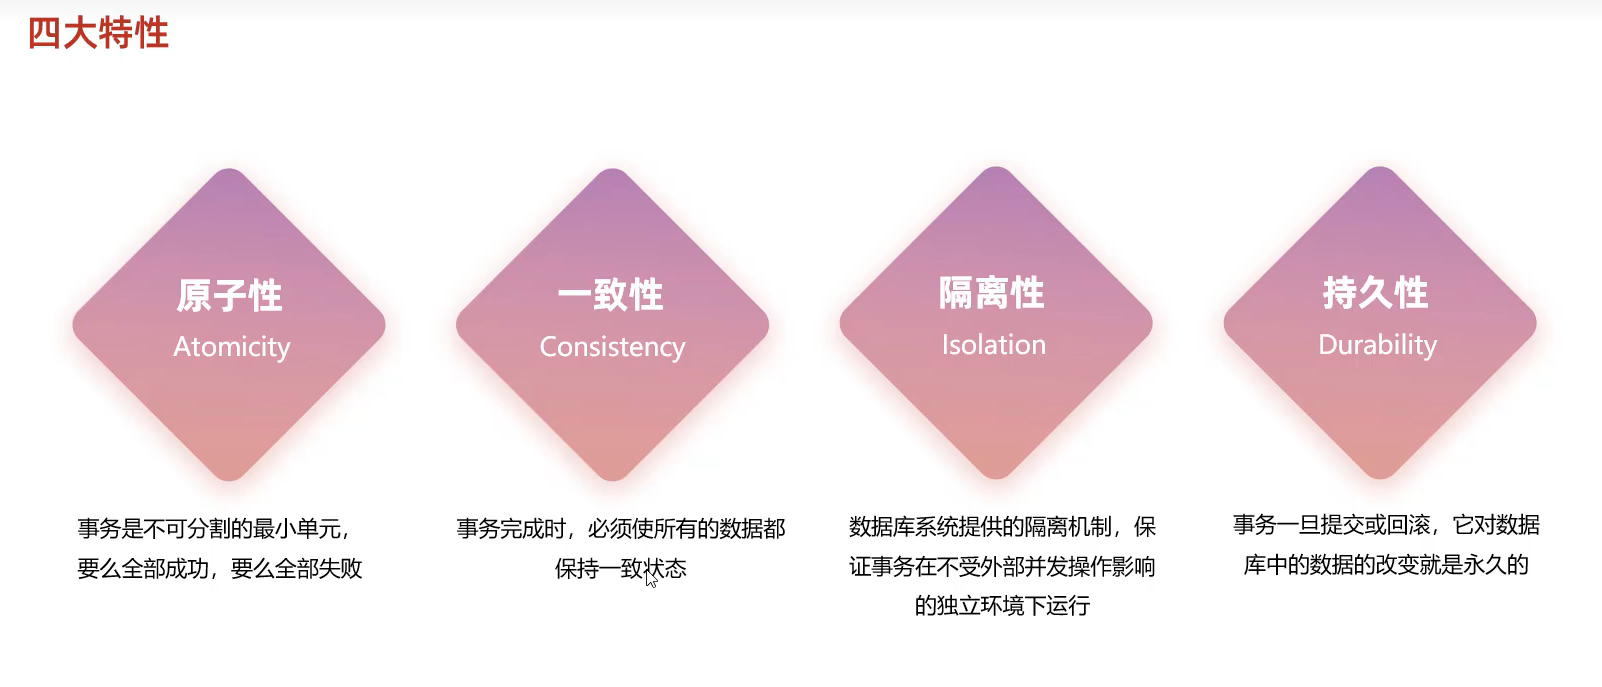 四大特性
原子性
Atomicity
事务是不可分割的最小单元，
要么全部成功，要么全部失败
一致性
Consistency
事务完成时，必须使所有的数据都
保持一致状态
隔离性
Isolation
数据库系统提供的隔离机制，保
证事务在不受外部并发操作影响
的独立环境下运行
持久性
Durability
事务一旦提交或回滚，它对数据
库中的数据的改变就是永久的